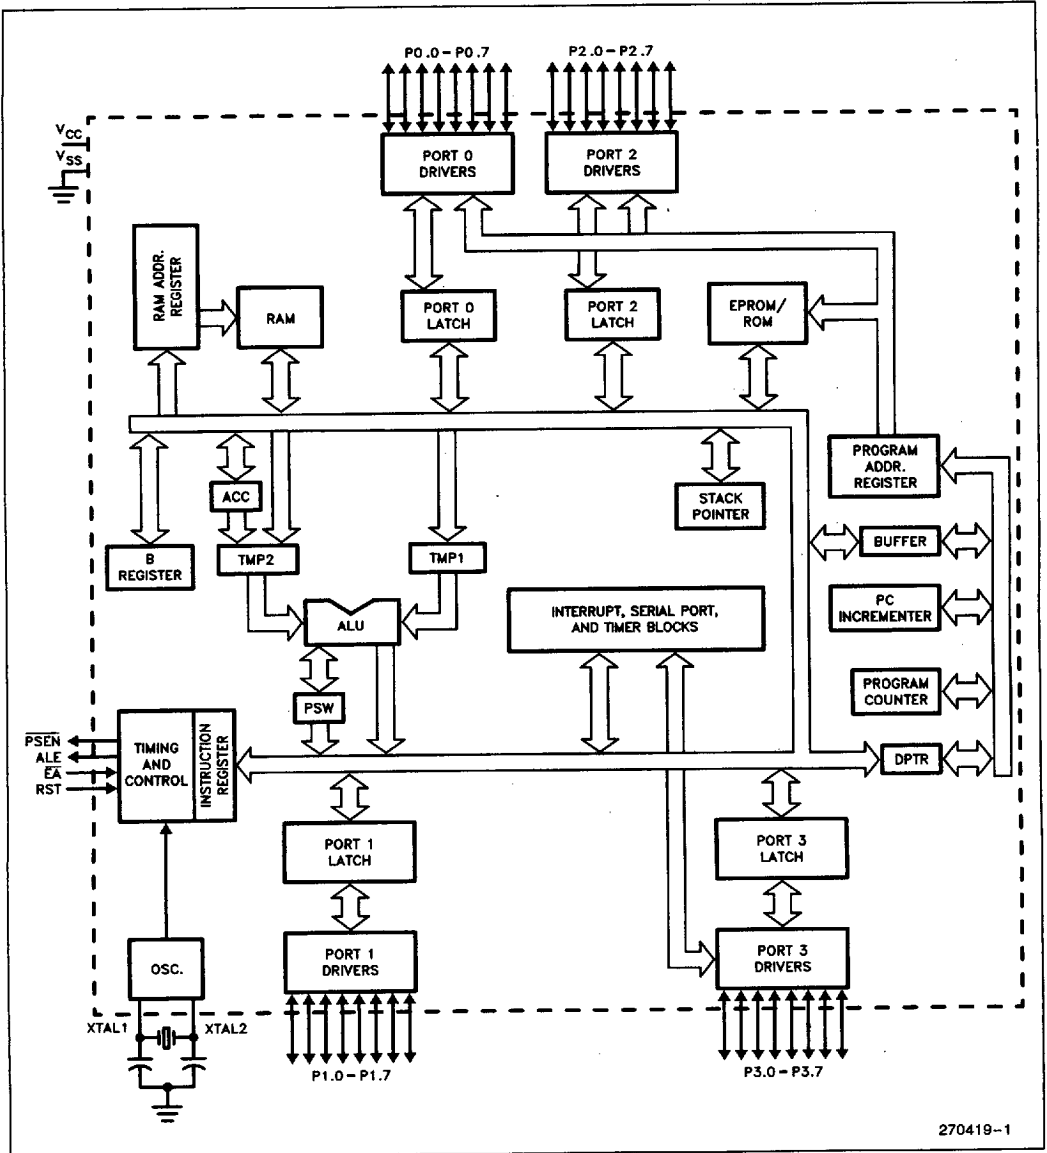 P0.0-P0.7
P2.0-P2.7
VCC
VSS
PORT 0
DRIVERS
PORT 2
DRIVERS
RAM ADDR.
REGISTER
RAM
PORT 0
LATCH
PORT 2
LATCH
EPROM/
ROM
PROGRAM
ADDR.
REGISTER
ACC
STACK
POINTER
B
REGISTER
TMP2
TMP1
BUFFER
ALU
INTERRUPT, SERIAL PORT,
AND TIMER BLOCKS
PC
INCREMENTER
PSW
PROGRAM
COUNTER
PSEN
ALE
EA
RST
TIMING
AND
CONTROL
INSTRUCTION
REGISTER
DPTR
PORT 1
LATCH
PORT 3
LATCH
OSC.
PORT 1
DRIVERS
PORT 3
DRIVERS
XTAL1
XTAL2
P1.0-P1.7
P3.0-P3.7
270419-1